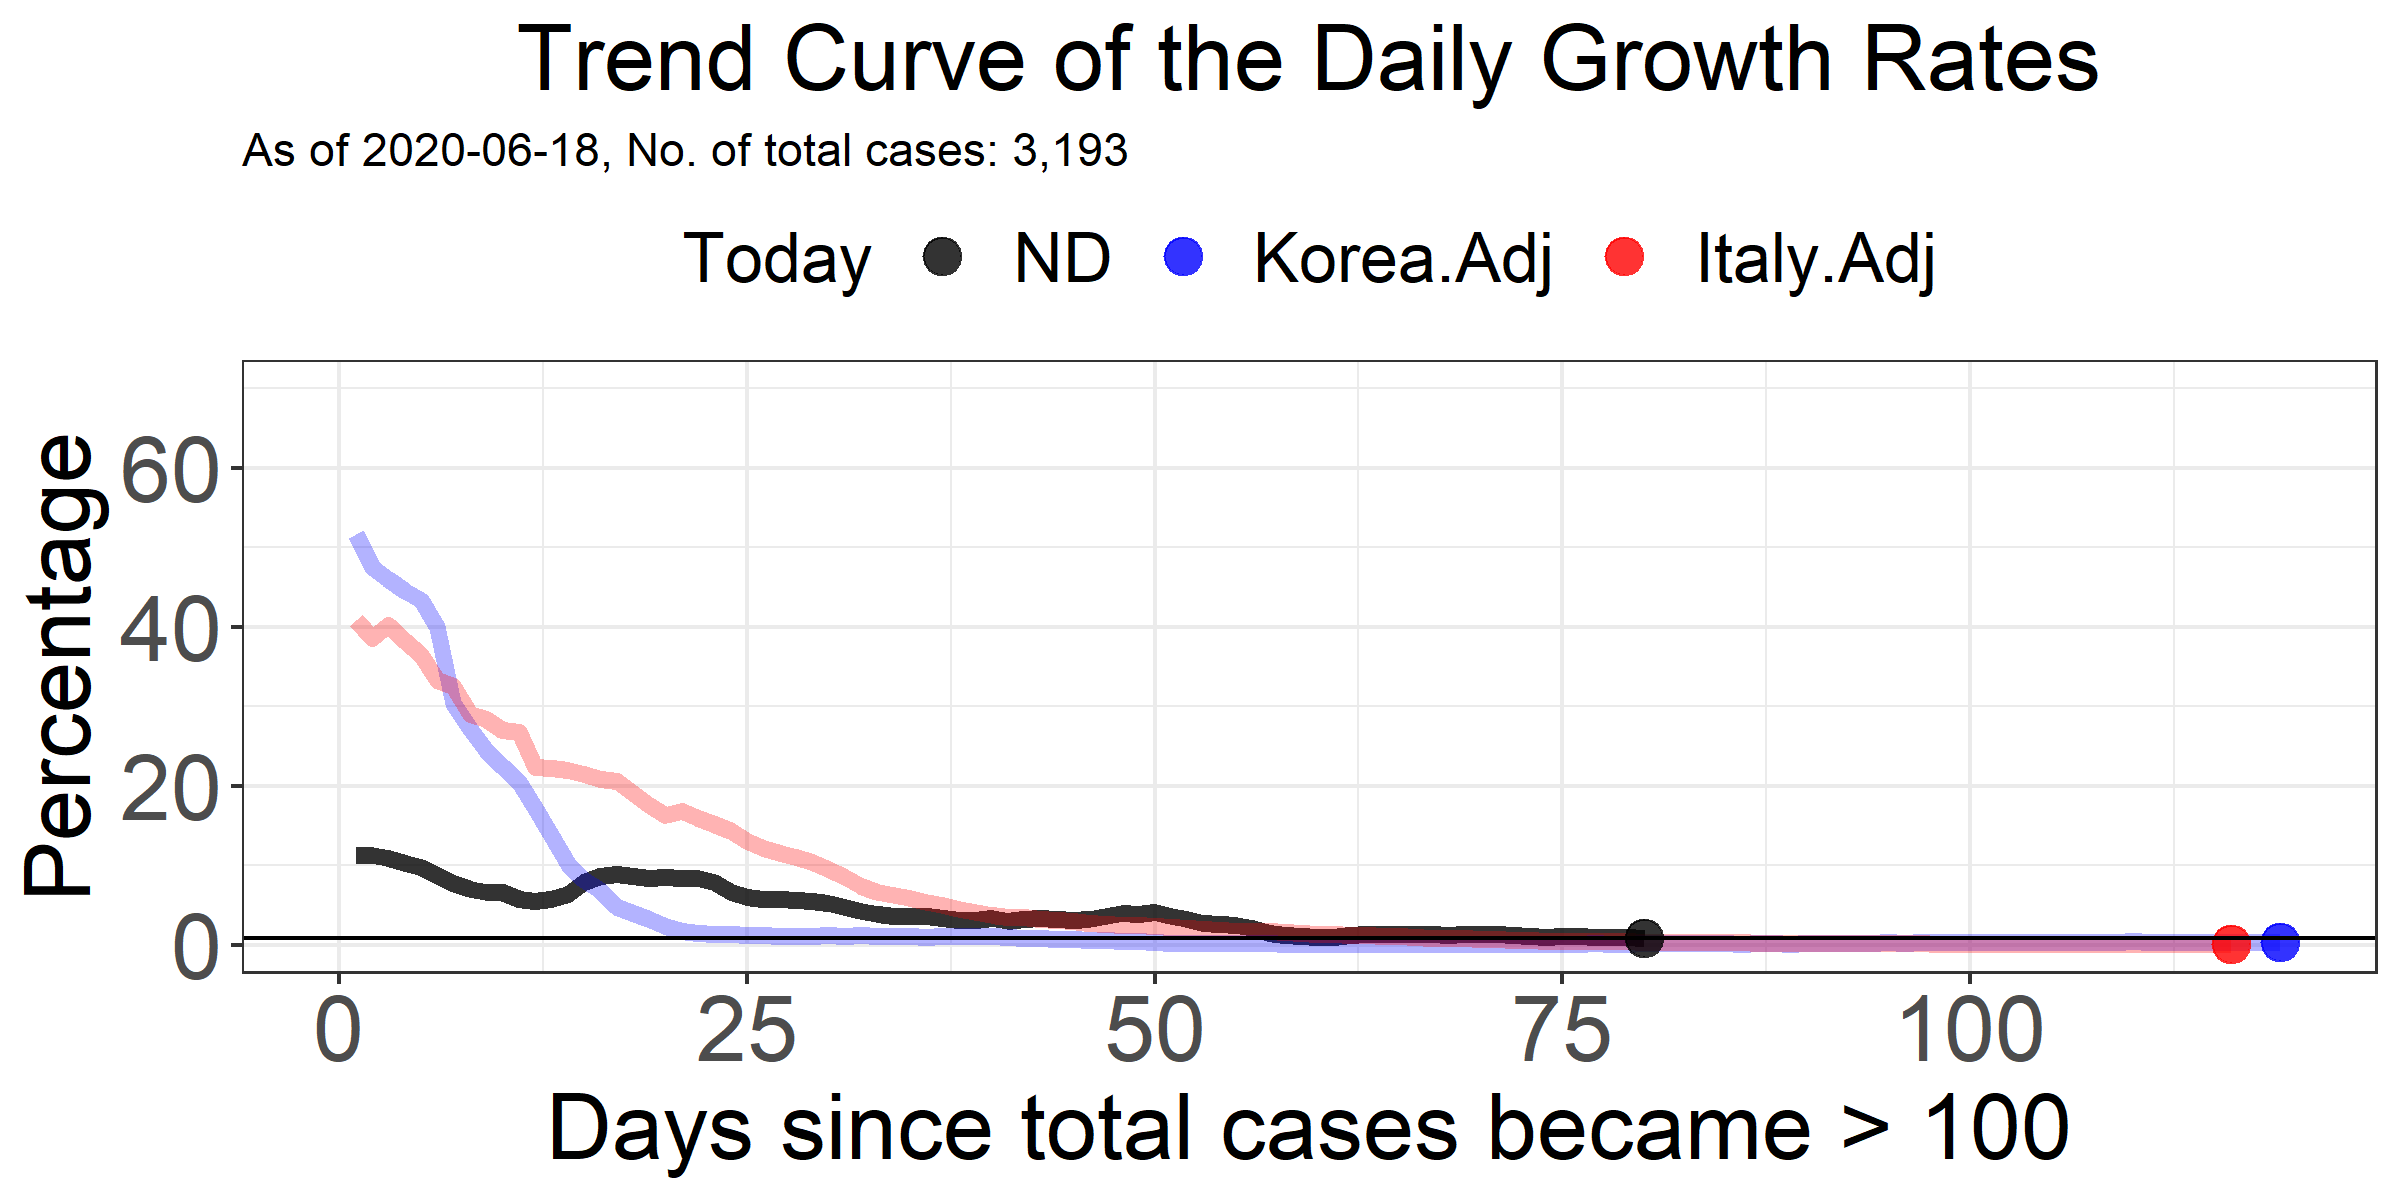 Trend Curve of the Daily Growth Rates
As of 2020-06-18, No. of total cases: 3,193
Today ND Korea.Adj Italy.Adj
Percentage
60
40
20
0
0 25 50 75 100
Days since total cases became > 100